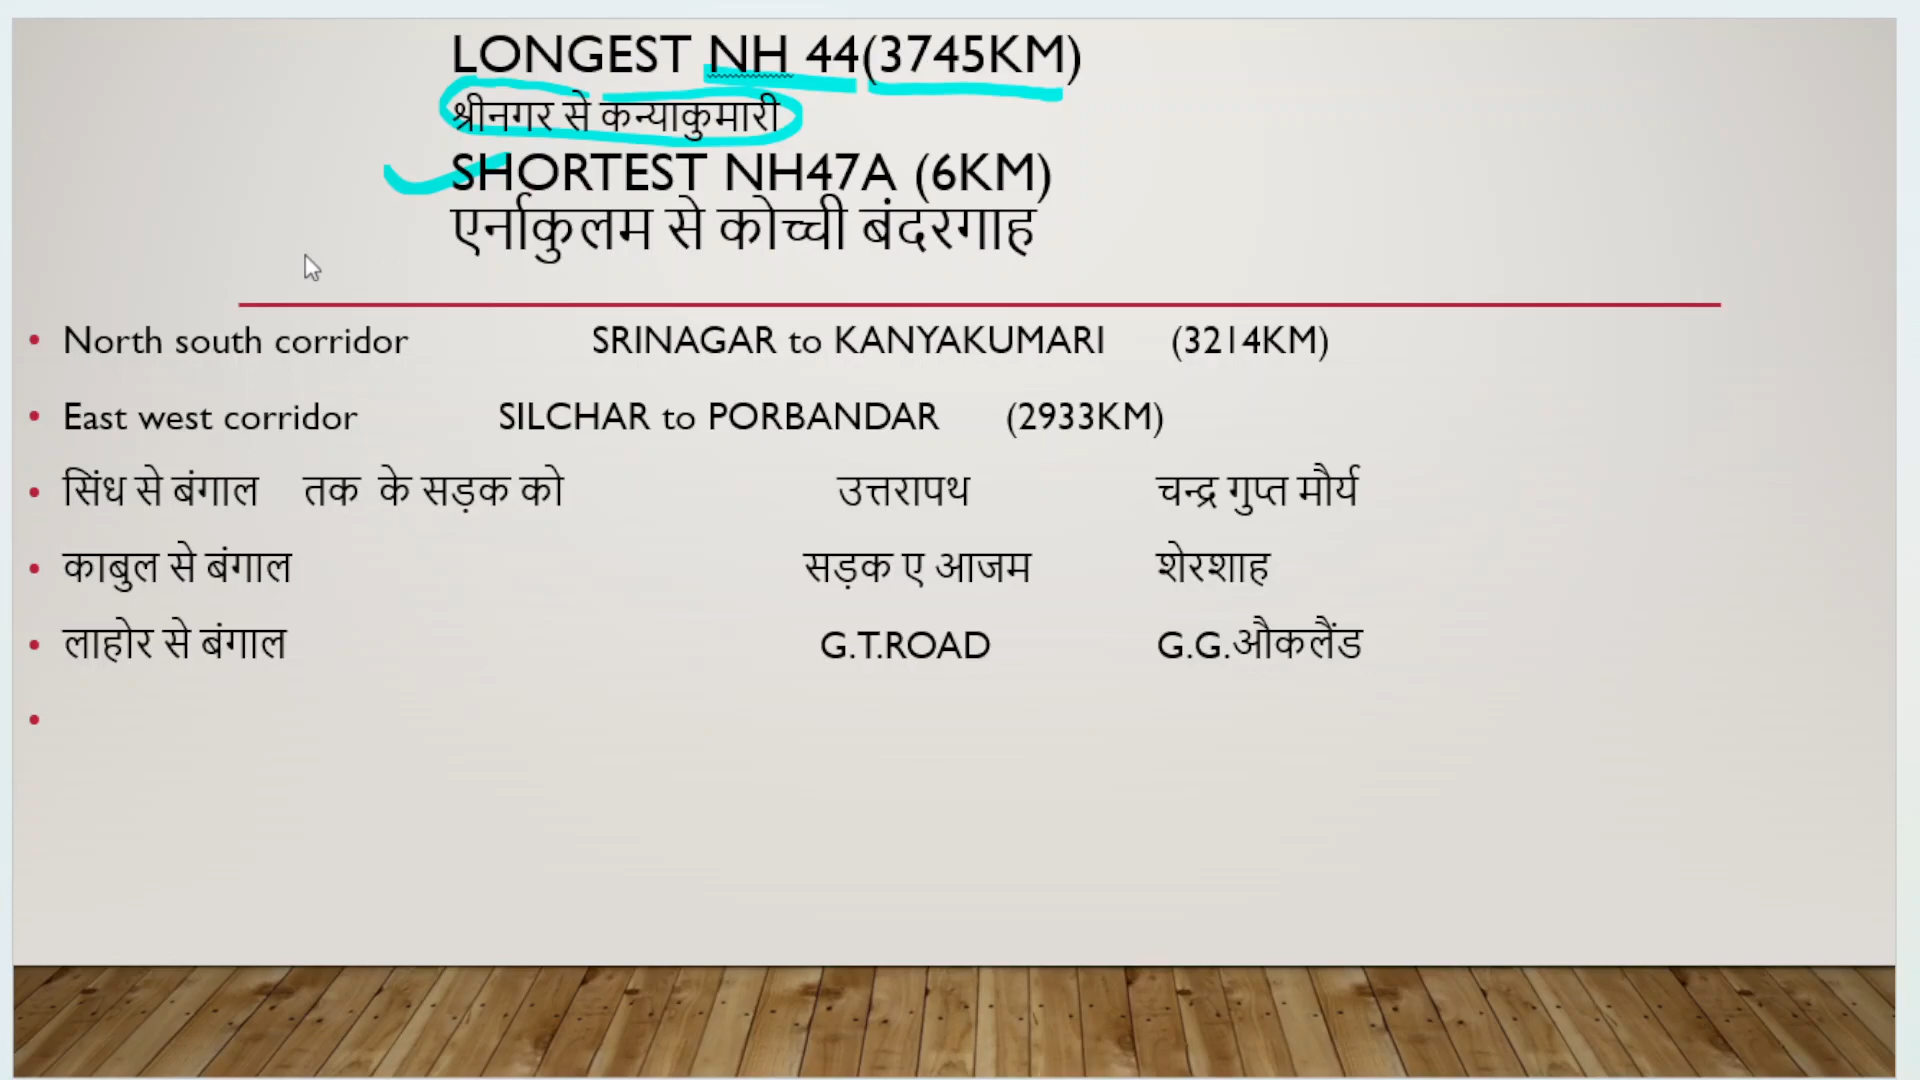 LONGEST NH 44(3745KM)
श्रीनगर से कन्याकुमारी
SHORTEST NH47A (6KM)
एर्नाकुलम से कोच्ची बंदरगाह
North south corridor SRINAGAR to KANYAKUMARI (3214KM)
East west corridor SILCHAR to PORBANDAR (2933KM)
सिंध से बंगाल तक के सड़क को उत्तरापथ चन्द्र गुप्त मौर्य
काबुल से बंगाल सड़क ए आजम शेरशाह
लाहोर से बंगाल G.T.ROAD G.G.औकलैंड